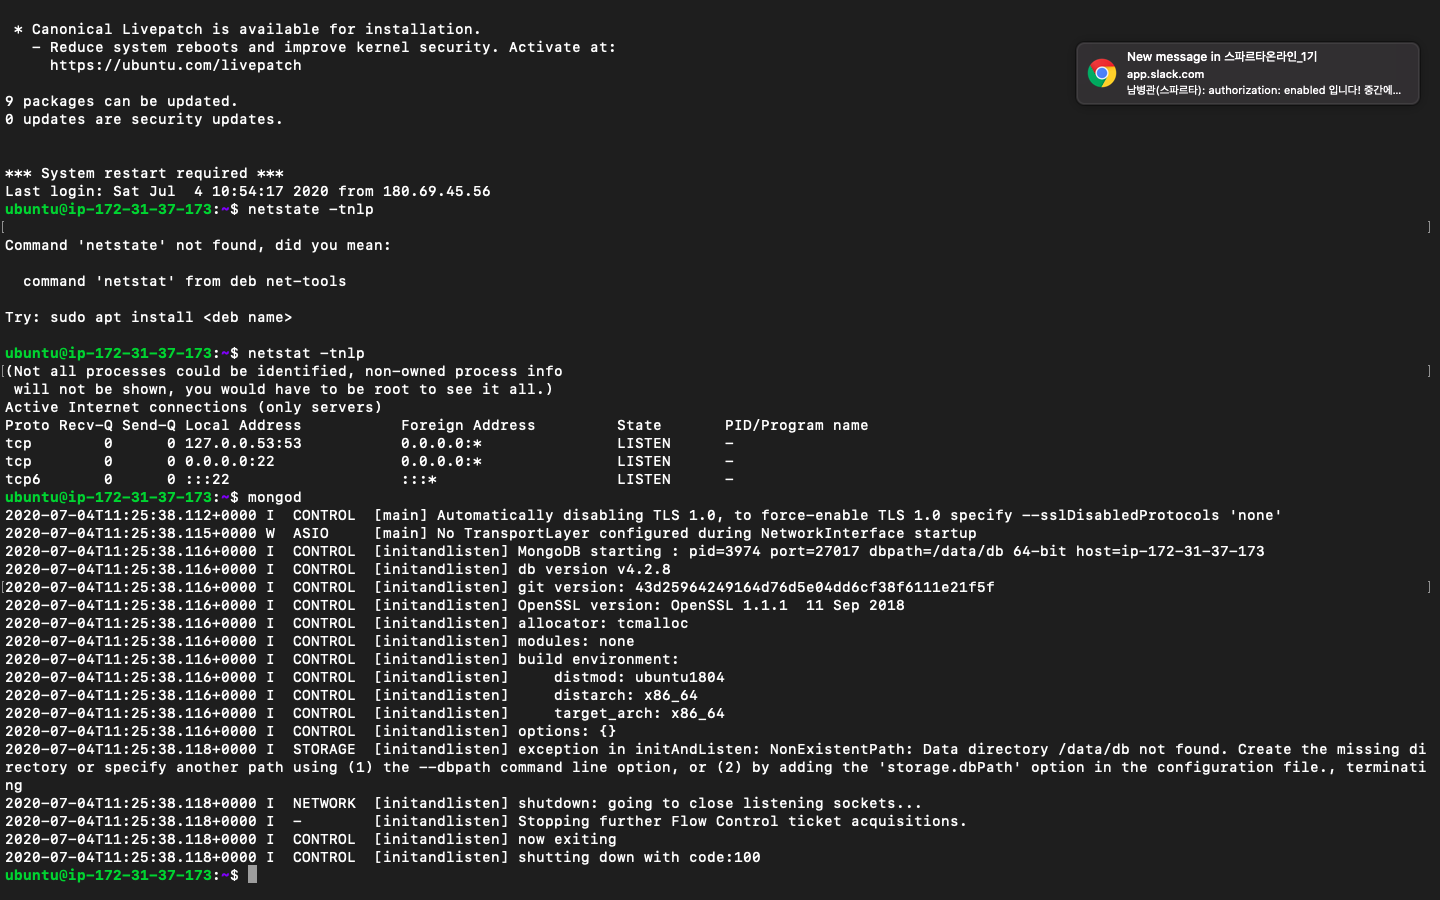 * Canonical Livepatch is available for installation.
   - Reduce system reboots and improve kernel security. Activate at:
     https://ubuntu.com/livepatch
New message in 스파르타온라인_1기
app.slack.com
남병관(스파르타): authorization: enabled 입니다! 중간에...
9 packages can be updated.
0 updates are security updates.
*** System restart required ***
Last login: Sat Jul  4 10:54:17 2020 from 180.69.45.56
ubuntu@ip-172-31-37-173:~$ netstate -tnlp
[ ]
Command 'netstate' not found, did you mean:
  command 'netstat' from deb net-tools
Try: sudo apt install <deb name>
ubuntu@ip-172-31-37-173:~$ netstat -tnlp
[(Not all processes could be identified, non-owned process info ]
 will not be shown, you would have to be root to see it all.)
Active Internet connections (only servers)
Proto Recv-Q Send-Q Local Address           Foreign Address         State       PID/Program name
tcp        0      0 127.0.0.53:53           0.0.0.0:*               LISTEN      -
tcp        0      0 0.0.0.0:22              0.0.0.0:*               LISTEN      -
tcp6       0      0 :::22                   :::*                    LISTEN      -
ubuntu@ip-172-31-37-173:~$ mongod
2020-07-04T11:25:38.112+0000 I  CONTROL  [main] Automatically disabling TLS 1.0, to force-enable TLS 1.0 specify --sslDisabledProtocols 'none'
2020-07-04T11:25:38.115+0000 W  ASIO     [main] No TransportLayer configured during NetworkInterface startup
2020-07-04T11:25:38.116+0000 I  CONTROL  [initandlisten] MongoDB starting : pid=3974 port=27017 dbpath=/data/db 64-bit host=ip-172-31-37-173
2020-07-04T11:25:38.116+0000 I  CONTROL  [initandlisten] db version v4.2.8
[2020-07-04T11:25:38.116+0000 I  CONTROL  [initandlisten] git version: 43d25964249164d76d5e04dd6cf38f6111e21f5f ]
2020-07-04T11:25:38.116+0000 I  CONTROL  [initandlisten] OpenSSL version: OpenSSL 1.1.1  11 Sep 2018
2020-07-04T11:25:38.116+0000 I  CONTROL  [initandlisten] allocator: tcmalloc
2020-07-04T11:25:38.116+0000 I  CONTROL  [initandlisten] modules: none
2020-07-04T11:25:38.116+0000 I  CONTROL  [initandlisten] build environment:
2020-07-04T11:25:38.116+0000 I  CONTROL  [initandlisten]     distmod: ubuntu1804
2020-07-04T11:25:38.116+0000 I  CONTROL  [initandlisten]     distarch: x86_64
2020-07-04T11:25:38.116+0000 I  CONTROL  [initandlisten]     target_arch: x86_64
2020-07-04T11:25:38.116+0000 I  CONTROL  [initandlisten] options: {}
2020-07-04T11:25:38.118+0000 I  STORAGE  [initandlisten] exception in initAndListen: NonExistentPath: Data directory /data/db not found. Create the missing di
rectory or specify another path using (1) the --dbpath command line option, or (2) by adding the 'storage.dbPath' option in the configuration file., terminati
ng
2020-07-04T11:25:38.118+0000 I  NETWORK  [initandlisten] shutdown: going to close listening sockets...
2020-07-04T11:25:38.118+0000 I  -        [initandlisten] Stopping further Flow Control ticket acquisitions.
2020-07-04T11:25:38.118+0000 I  CONTROL  [initandlisten] now exiting
2020-07-04T11:25:38.118+0000 I  CONTROL  [initandlisten] shutting down with code:100
ubuntu@ip-172-31-37-173:~$